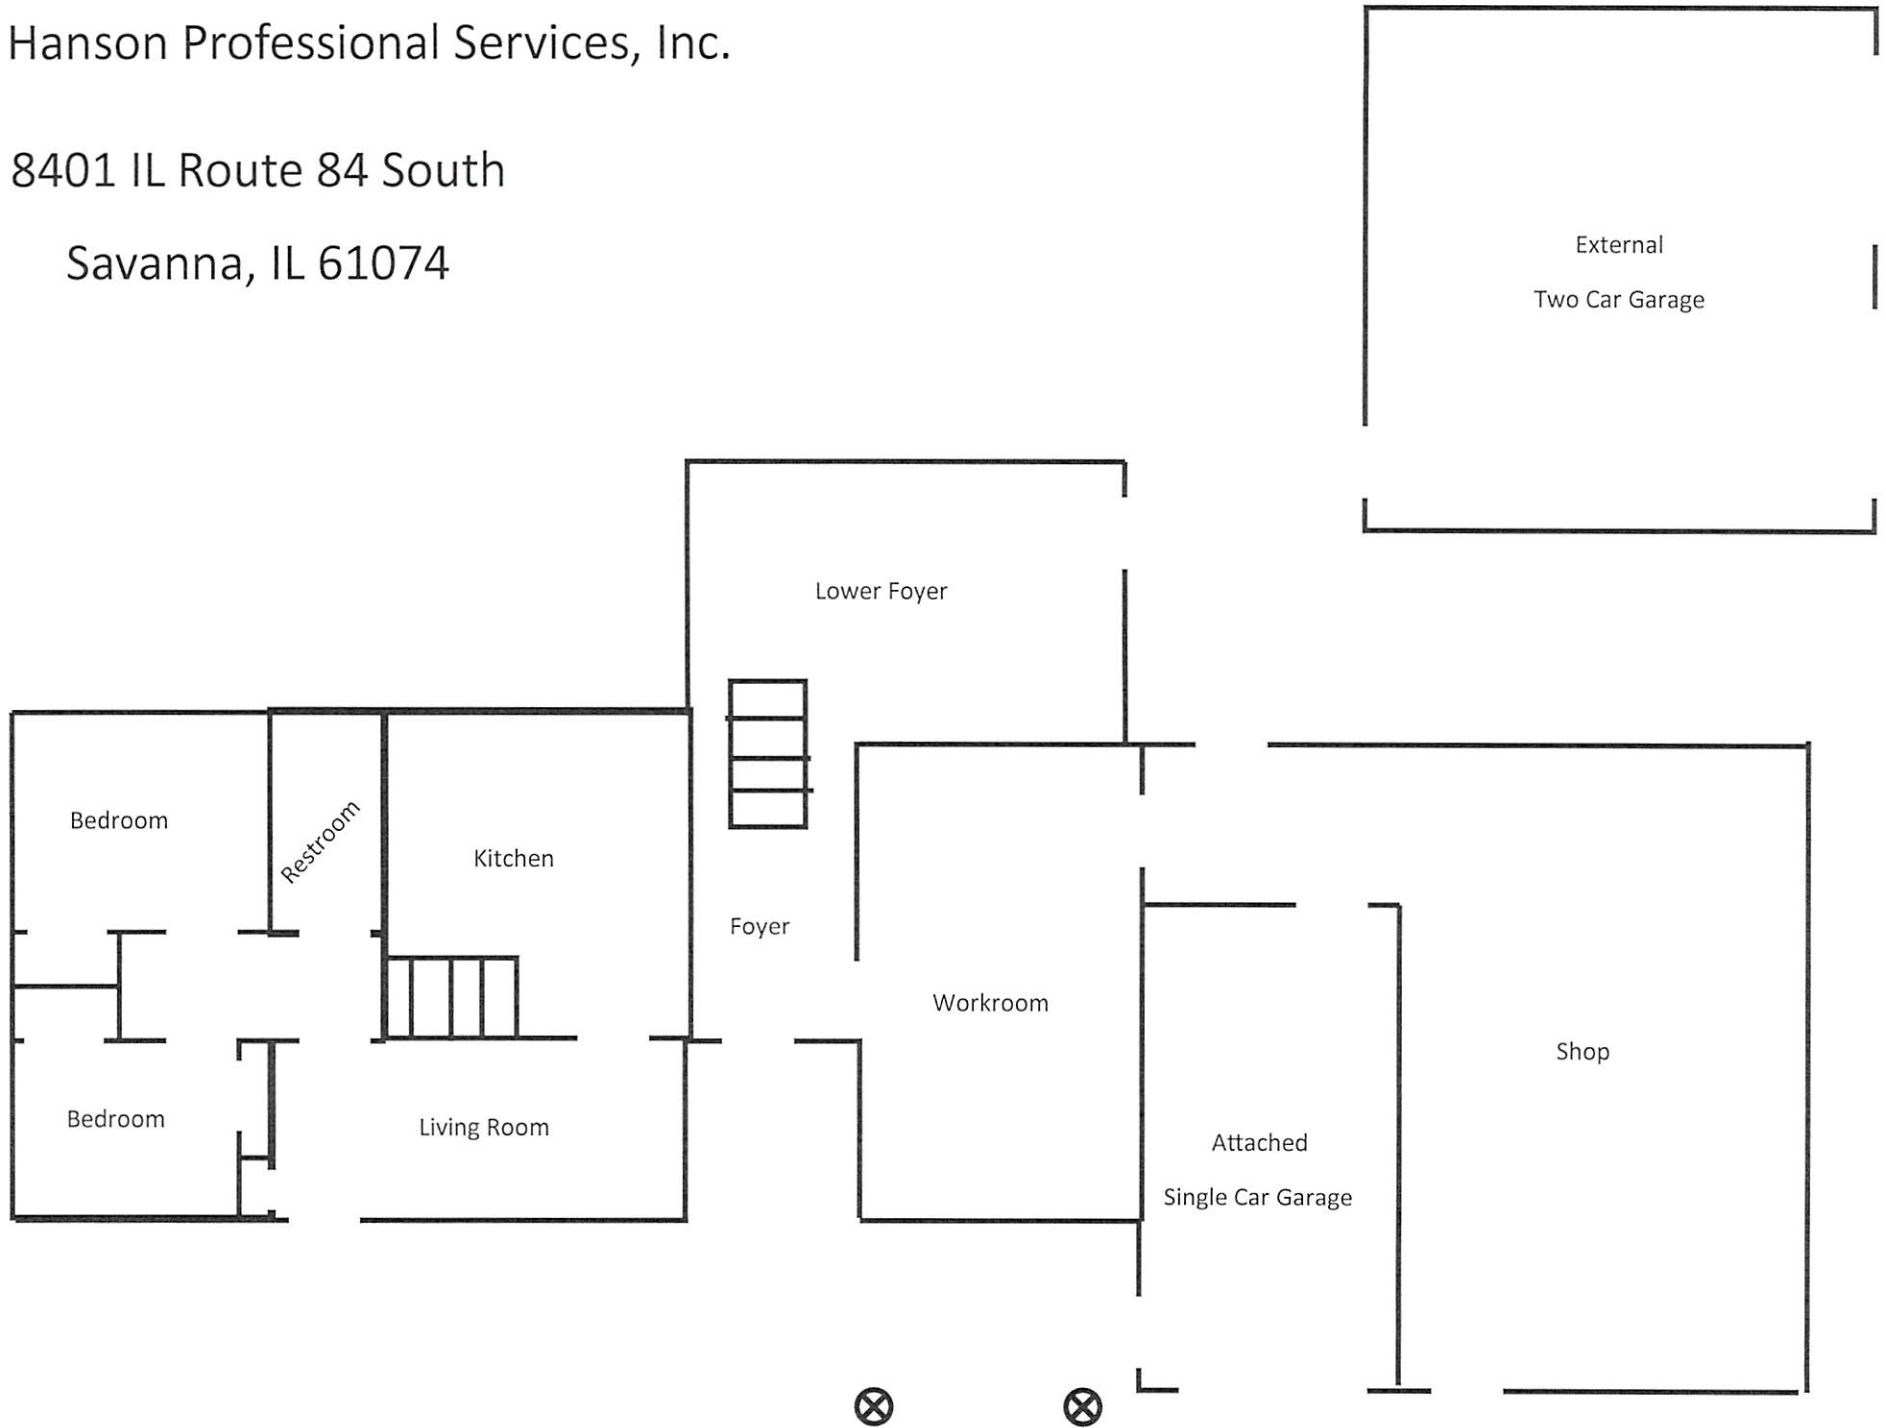 Hanson Professional Services, Inc.
8401 IL Route 84 South
Savanna, IL 61074
External
Two Car Garage
Lower Foyer
Bedroom
Restroom
Kitchen
Foyer
Workroom
Shop
Bedroom
Living Room
Attached
Single Car Garage